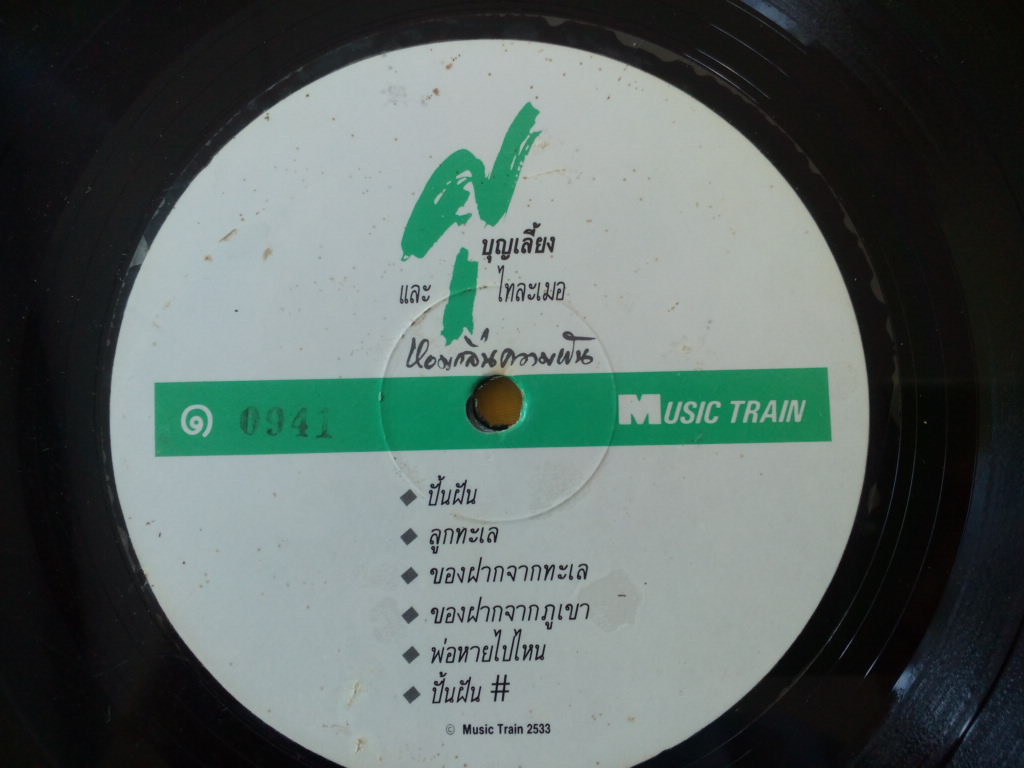 จุ้ย
บุญเลี้ยง
และ ไทละเมอ
หอมกลิ่นความฝัน
๑ 0941 MUSIC TRAIN
◆ ปั้นฝัน
◆ ลูกทะเล
◆ ของฝากจากทะเล
◆ ของฝากจากภูเขา
◆ พ่อหายไปไหน
◆ ปั้นฝัน #
© Music Train 2533